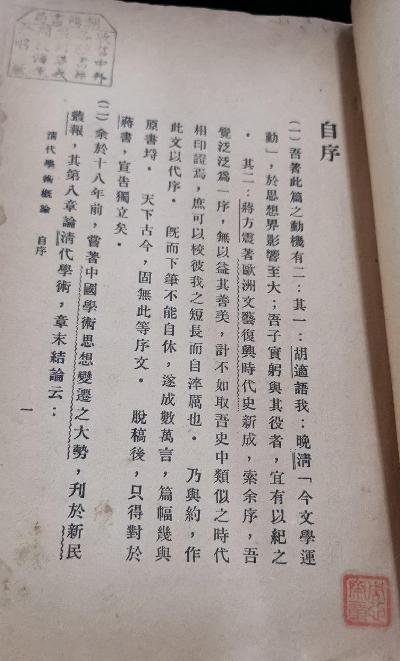 自序
（一）吾著此篇之動機有二：其一：胡適語我：晚清「今文學運
動」，於思想界影響至大；吾子實躬與其役者，宜有以紀之
．其二：蔣方震著歐洲文藝復興時代史新成，索余序，吾
覺泛泛爲一序，無以益其善美，計不如取吾史中類似之時代
相印證焉，庶可以校彼我之短長而自淬厲也．乃與約，作
此文以代序．旣而下筆不能自休，遂成數萬言，篇幅幾與
原書埒．天下古今，固無此等序文．脫稿後，只得對於
蔣書，宣告獨立矣．
（二）余於十八年前，嘗著中國學術思想變遷之大勢，刋於新民
叢報，其第八章論淸代學術，章末結論云：
清代學術概論　自序
一